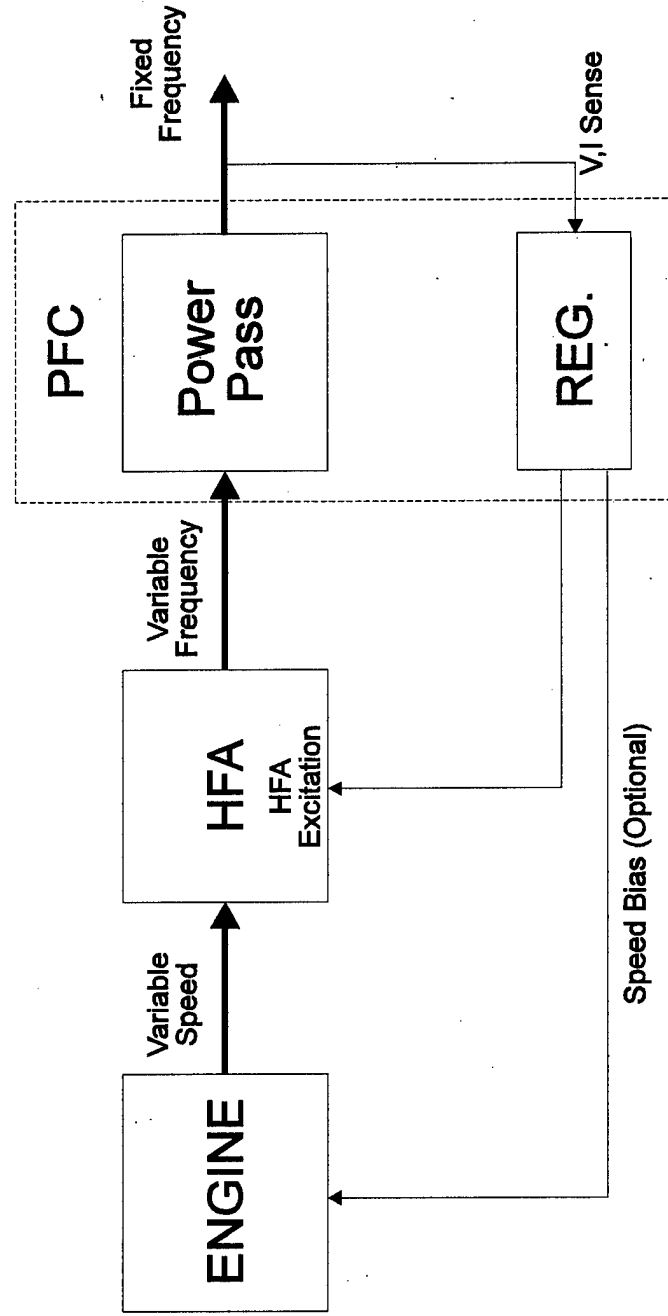 ENGINE
Variable
Speed
HFA
HFA
Excitation
Variable
Frequency
PFC
Power
Pass
Fixed
Frequency
REG.
V,I Sense
Speed Bias (Optional)